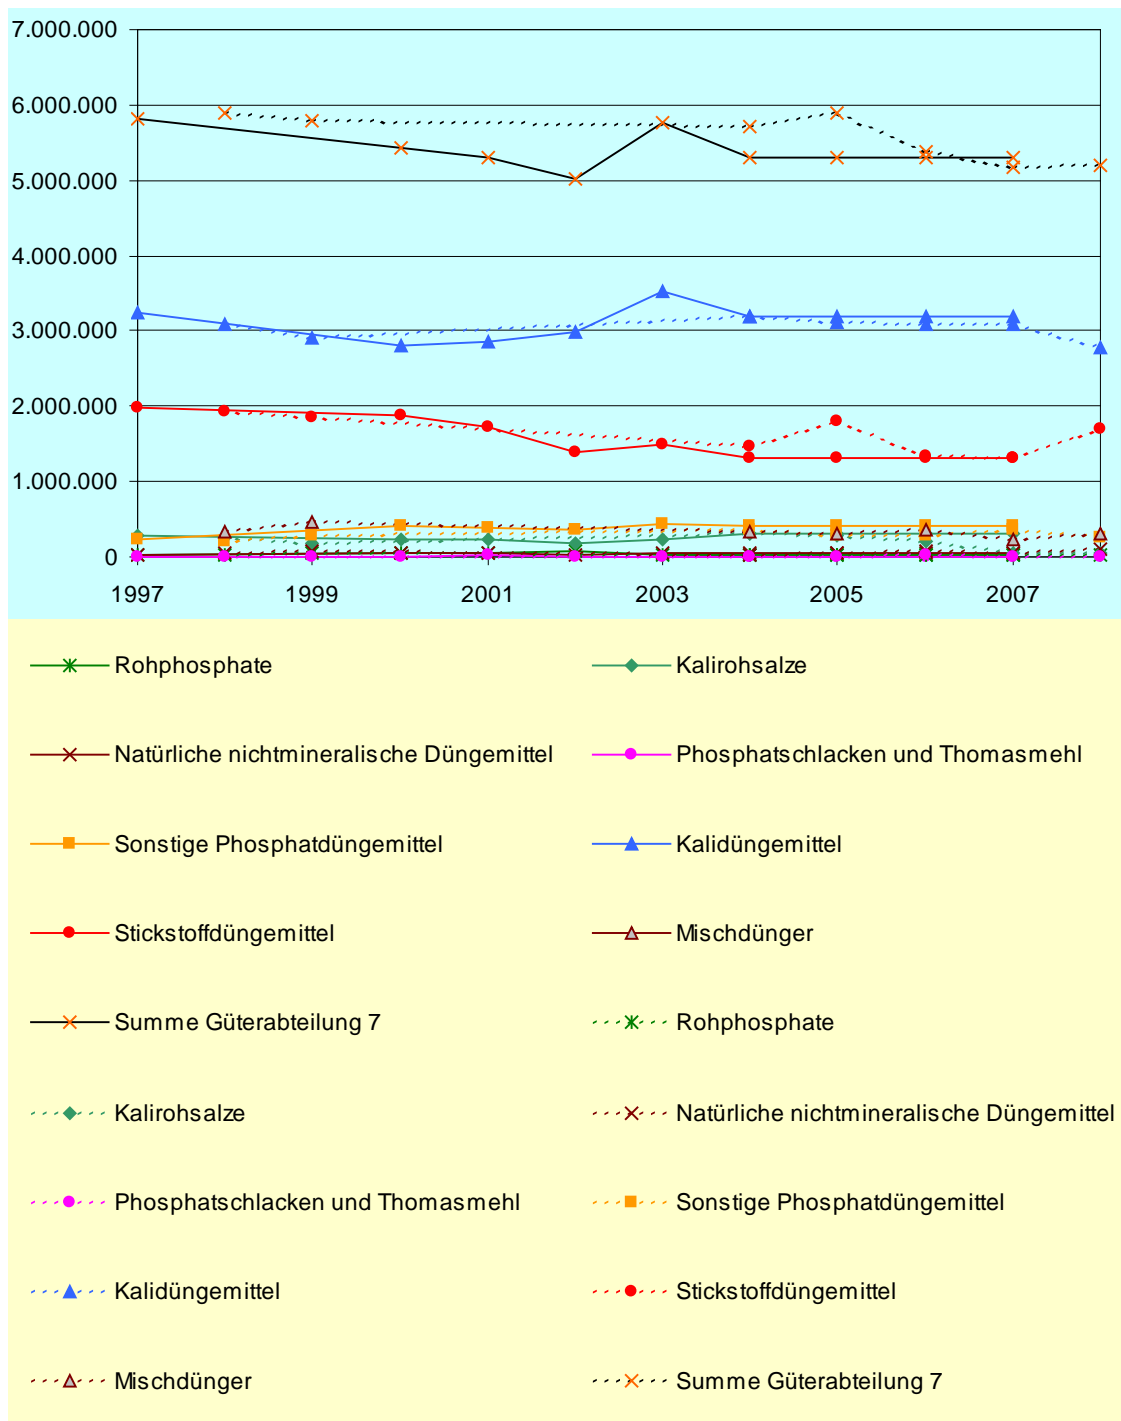 7.000.000
6.000.000
5.000.000
4.000.000
3.000.000
2.000.000
1.000.000
0
1997 1999 2001 2003 2005 2007
Rohphosphate Kalirohsalze
Natürliche nichtmineralische Düngemittel Phosphatschlacken und Thomasmehl
Sonstige Phosphatdüngemittel Kalidüngemittel
Stickstoffdüngemittel Mischdünger
Summe Güterabteilung 7 Rohphosphate
Kalirohsalze Natürliche nichtmineralische Düngemittel
Phosphatschlacken und Thomasmehl Sonstige Phosphatdüngemittel
Kalidüngemittel Stickstoffdüngemittel
Mischdünger Summe Güterabteilung 7